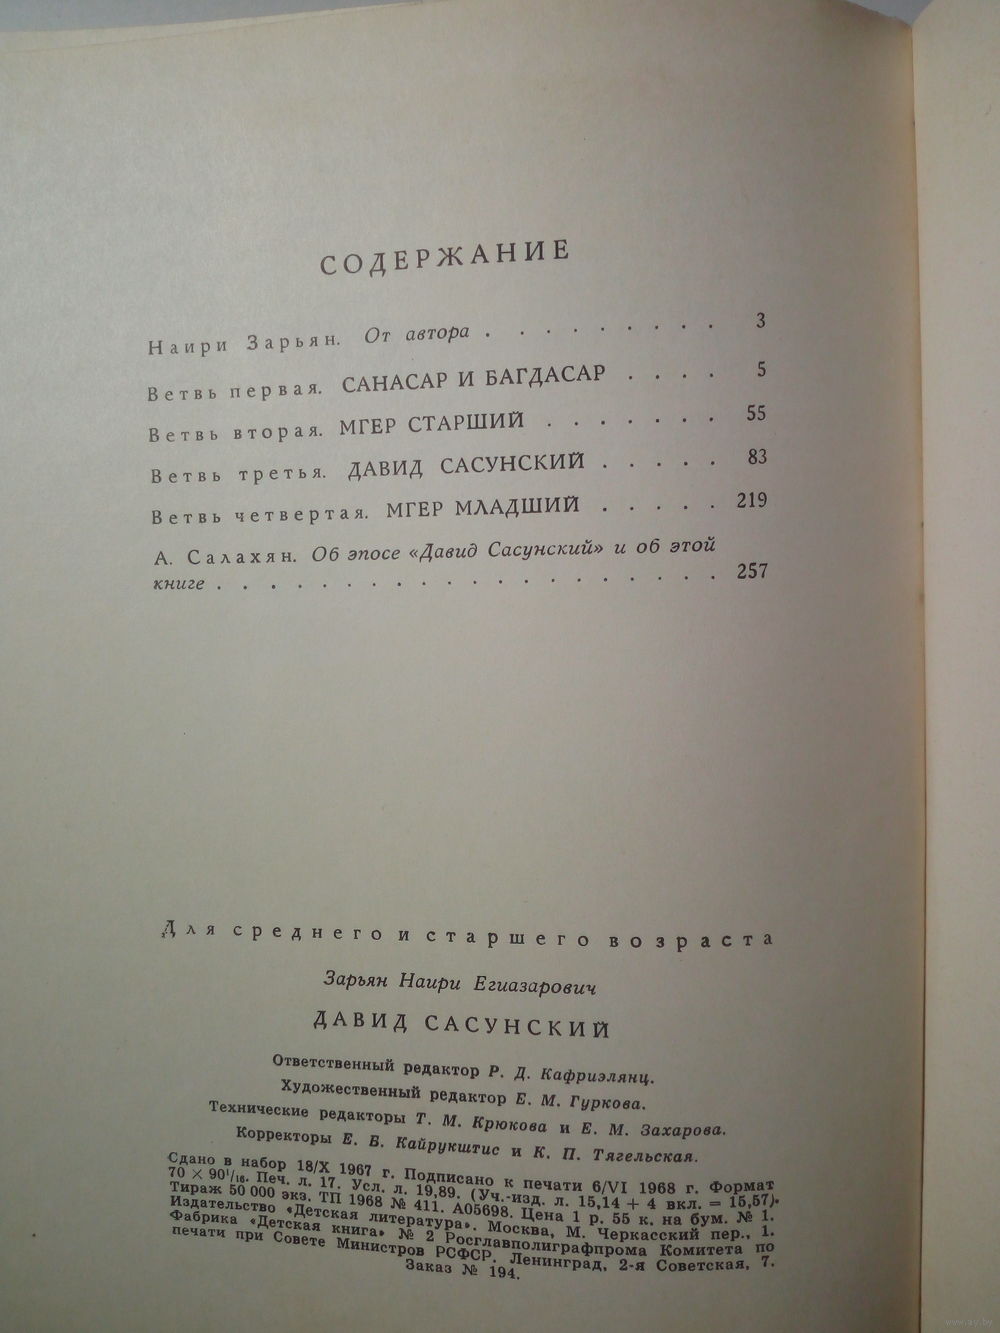 СОДЕРЖАНИЕ
Наири Зарьян. От автора . . . . . . . . . 3
Ветвь первая. САНАСАР И БАГДАСАР . . . . 5
Ветвь вторая. МГЕР СТАРШИЙ . . . . . . . 55
Ветвь третья. ДАВИД САСУНСКИЙ . . . . . 83
Ветвь четвертая. МГЕР МЛАДШИЙ . . . . . 219
А. Салахян. Об эпосе «Давид Сасунский» и об этой
книге . . . . . . . . . . . . . . . . . . . 257
Для среднего и старшего возраста
Зарьян Наири Егиазарович
ДАВИД САСУНСКИЙ
Ответственный редактор Р. Д. Кафриэлянц.
Художественный редактор Е. М. Гуркова.
Технические редакторы Т. М. Крюкова и Е. М. Захарова.
Корректоры Е. Б. Кайрукштис и К. П. Тягельская.
Сдано в набор 18/X 1967 г. Подписано к печати 6/VI 1968 г. Формат
70 × 90¹/₁₆. Печ. л. 17. Усл. л. 19,89. (Уч.-изд. л. 15,14 + 4 вкл. = 15,57).
Тираж 50 000 экз. ТП 1968 № 411. А05698. Цена 1 р. 55 к. на бум. № 1.
Издательство «Детская литература». Москва, М. Черкасский пер., 1.
Фабрика «Детская книга» № 2 Росглавполиграфпрома Комитета по
печати при Совете Министров РСФСР. Ленинград, 2-я Советская, 7.
Заказ № 194.
www.ay.by